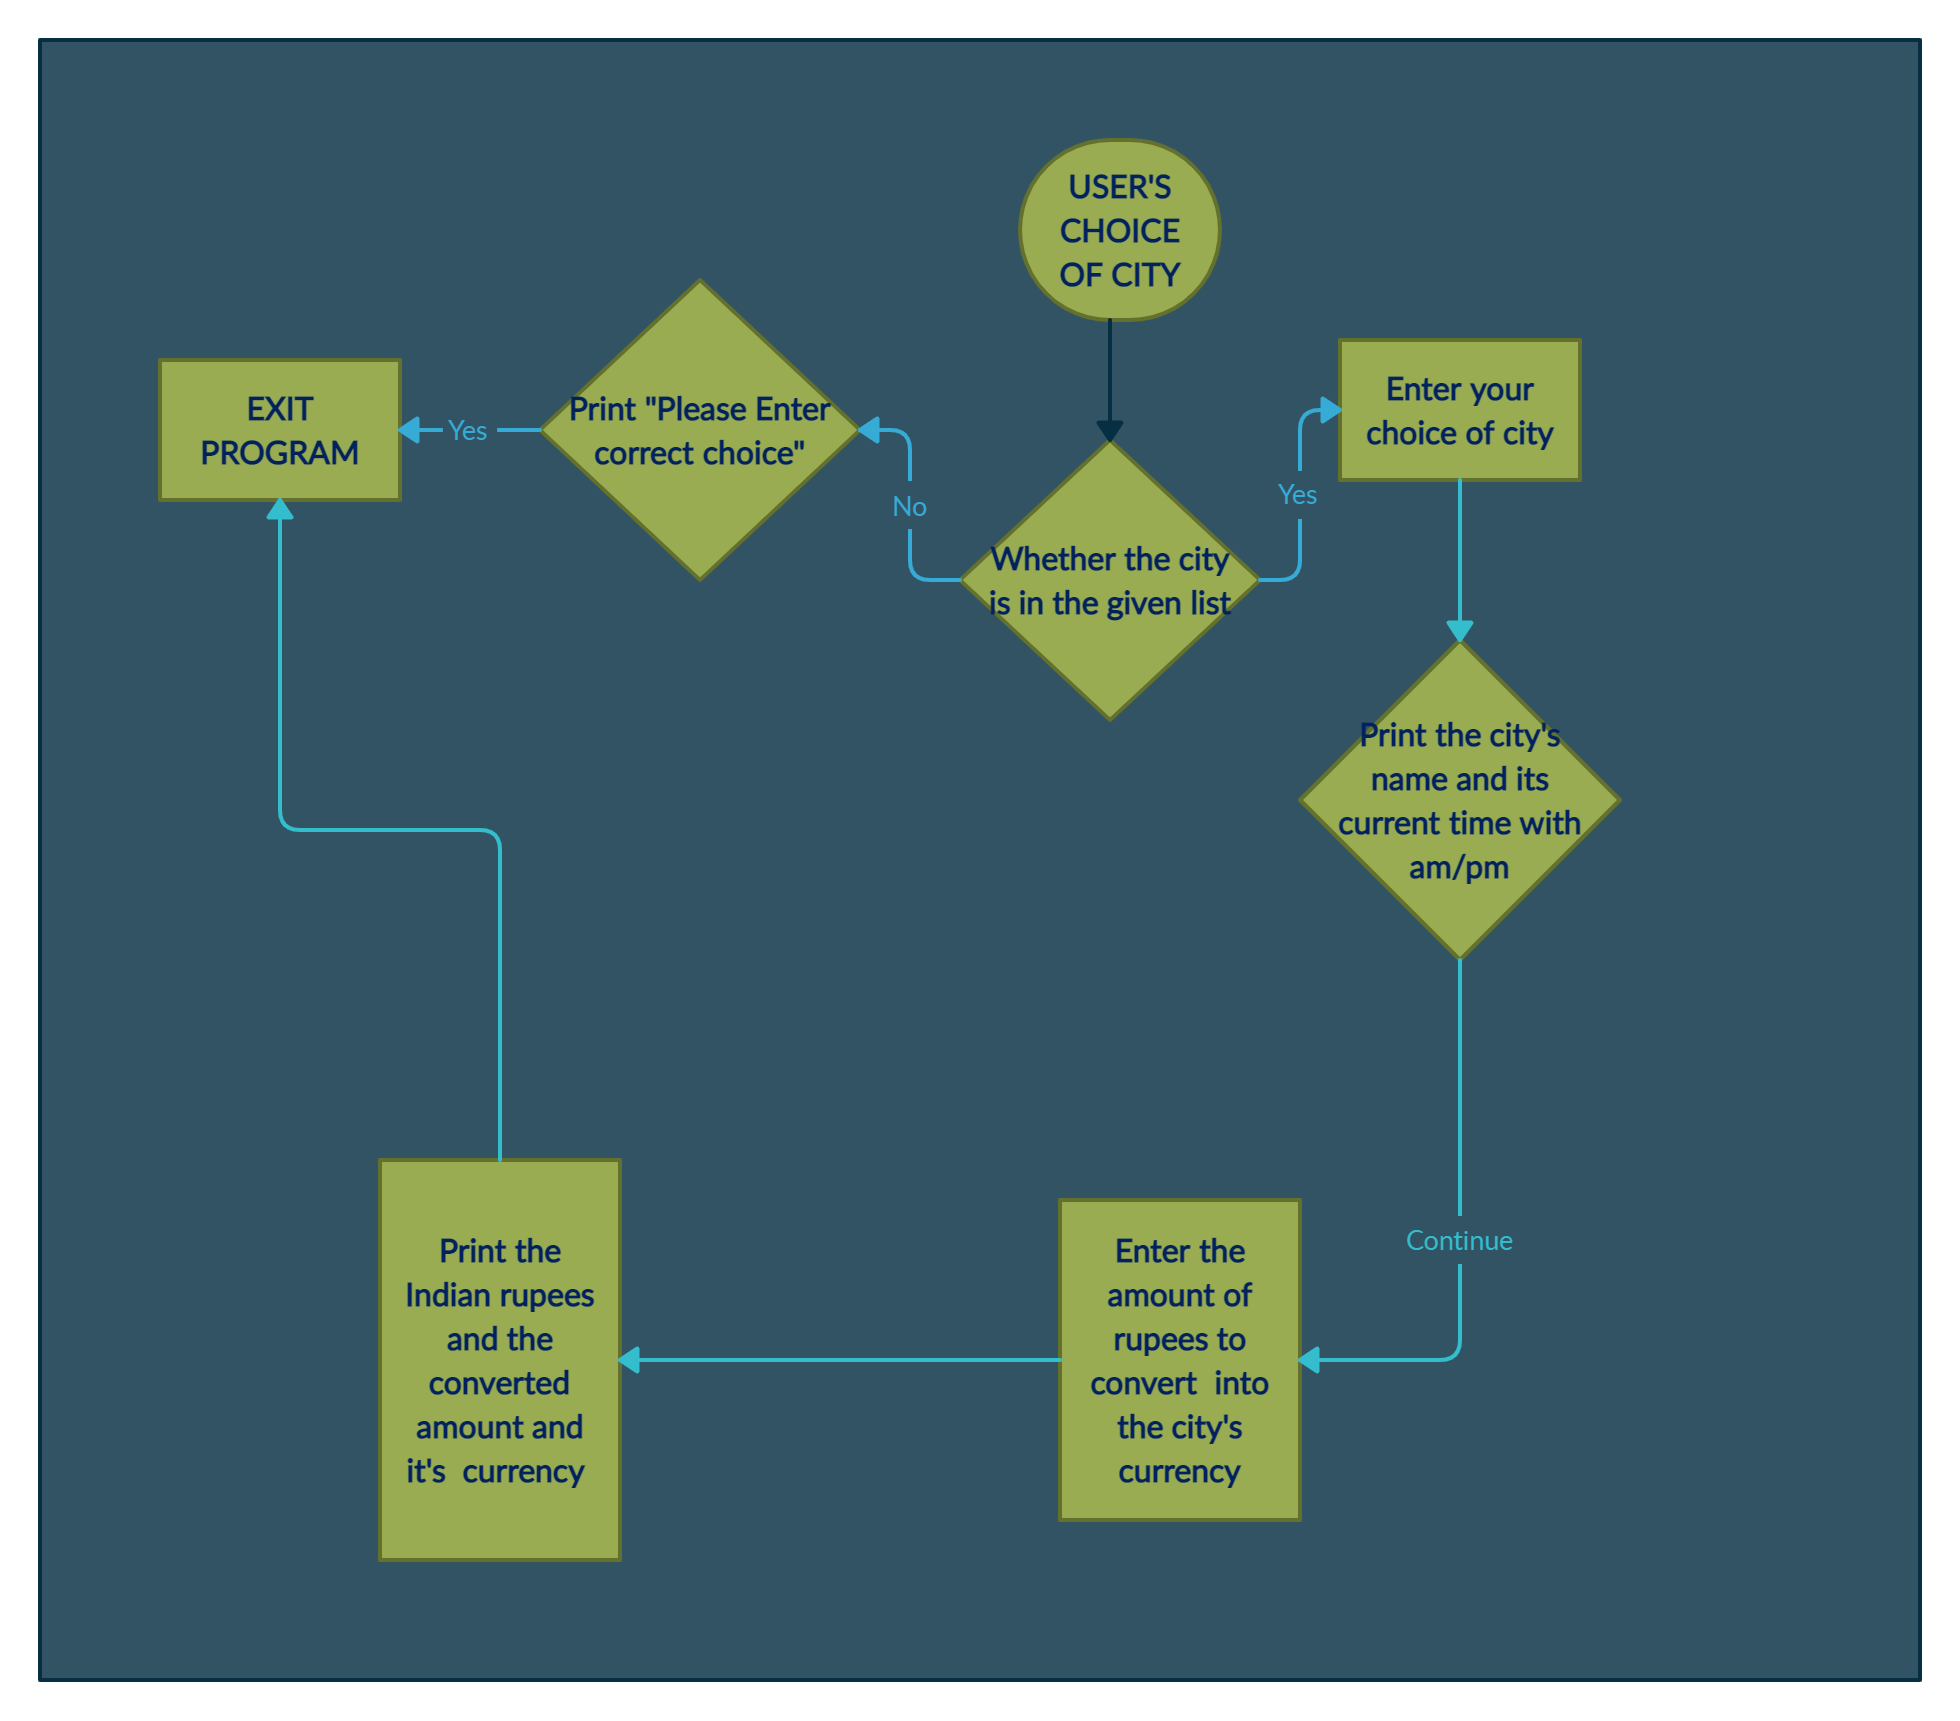 USER'S
CHOICE
OF CITY
EXIT
PROGRAM
Yes
Print "Please Enter
correct choice"
No
Whether the city
is in the given list
Yes
Enter your
choice of city
Print the city's
name and its
current time with
am/pm
Continue
Enter the
amount of
rupees to
convert  into
the city's
currency
Print the
Indian rupees
and the
converted
amount and
it's  currency